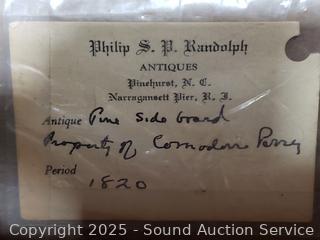 Philip S. P. Randolph
ANTIQUES
Pinehurst, N. C.
Narragansett Pier, R. I.
Antique Pine Side board
Property of Comodore Perry
Period
1820
Copyright 2025 - Sound Auction Service